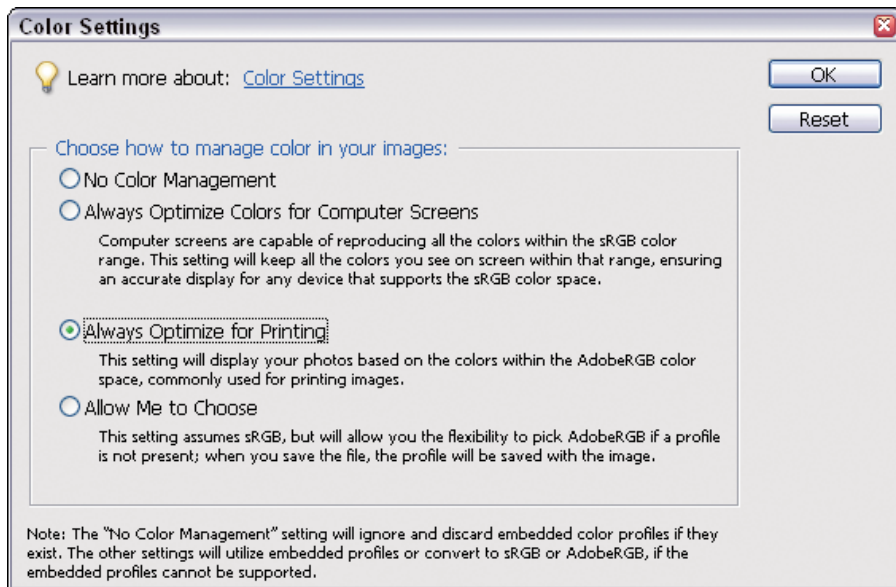 Color Settings
Learn more about: Color Settings
OK
Reset
Choose how to manage color in your images:
No Color Management
Always Optimize Colors for Computer Screens
Computer screens are capable of reproducing all the colors within the sRGB color
range. This setting will keep all the colors you see on screen within that range, ensuring
an accurate display for any device that supports the sRGB color space.
Always Optimize for Printing
This setting will display your photos based on the colors within the AdobeRGB color
space, commonly used for printing images.
Allow Me to Choose
This setting assumes sRGB, but will allow you the flexibility to pick AdobeRGB if a profile
is not present; when you save the file, the profile will be saved with the image.
Note: The "No Color Management" setting will ignore and discard embedded color profiles if they
exist. The other settings will utilize embedded profiles or convert to sRGB or AdobeRGB, if the
embedded profiles cannot be supported.